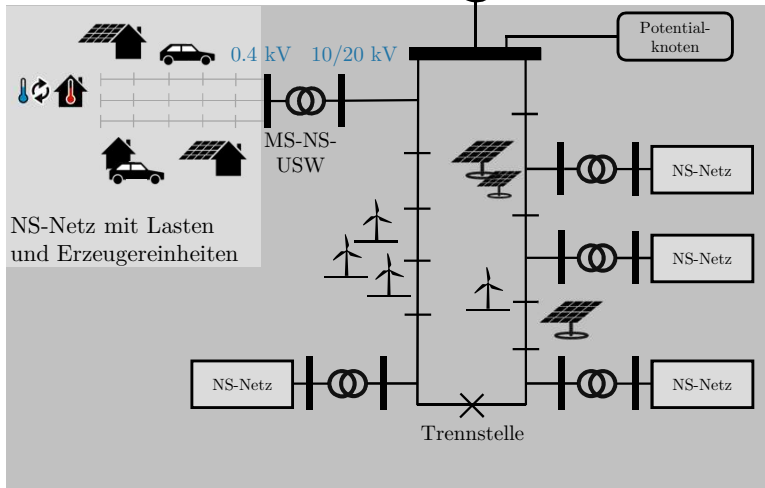 Potential-
knoten
0.4 kV 10/20 kV
MS-NS-
USW
NS-Netz
NS-Netz mit Lasten
und Erzeugereinheiten
NS-Netz
NS-Netz
NS-Netz
Trennstelle